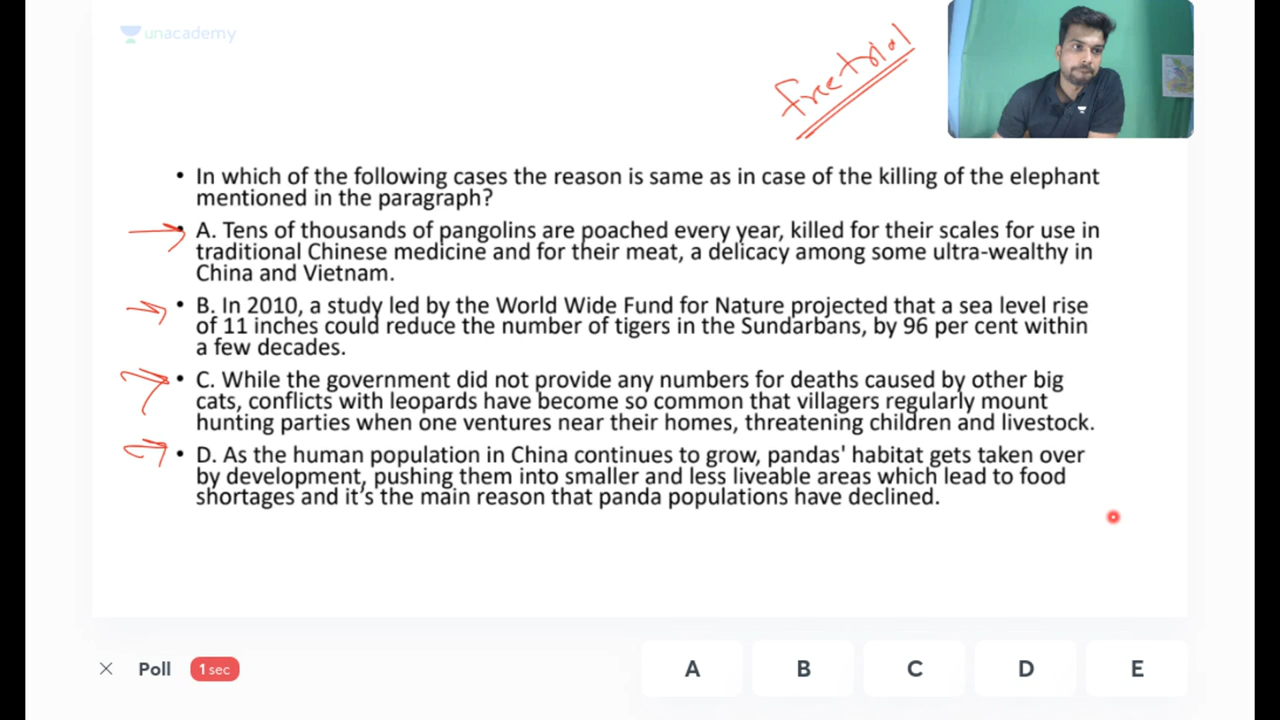 unacademy
free trial
• In which of the following cases the reason is same as in case of the killing of the elephant
mentioned in the paragraph?
• A. Tens of thousands of pangolins are poached every year, killed for their scales for use in
traditional Chinese medicine and for their meat, a delicacy among some ultra-wealthy in
China and Vietnam.
• B. In 2010, a study led by the World Wide Fund for Nature projected that a sea level rise
of 11 inches could reduce the number of tigers in the Sundarbans, by 96 per cent within
a few decades.
• C. While the government did not provide any numbers for deaths caused by other big
cats, conflicts with leopards have become so common that villagers regularly mount
hunting parties when one ventures near their homes, threatening children and livestock.
• D. As the human population in China continues to grow, pandas' habitat gets taken over
by development, pushing them into smaller and less liveable areas which lead to food
shortages and it's the main reason that panda populations have declined.
Poll 1 sec A B C D E